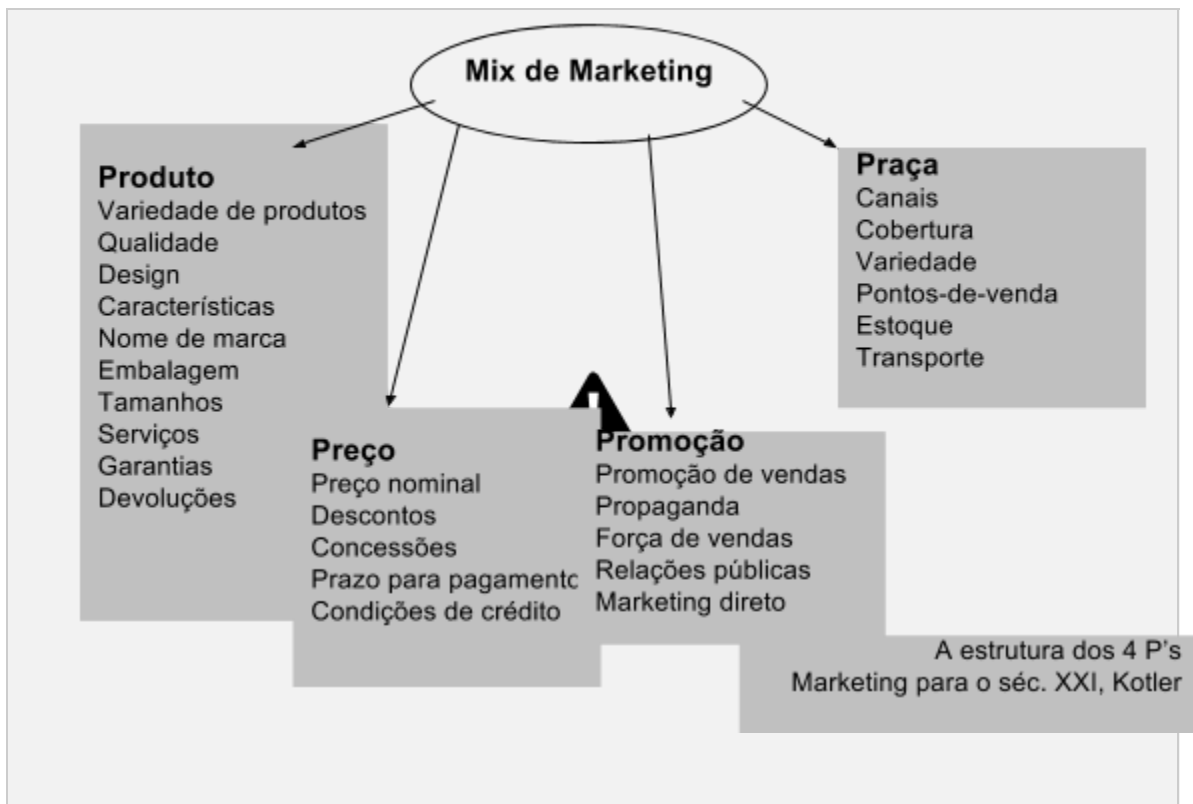 Mix de Marketing
Produto
Variedade de produtos
Qualidade
Design
Características
Nome de marca
Embalagem
Tamanhos
Serviços
Garantias
Devoluções
Preço
Preço nominal
Descontos
Concessões
Prazo para pagamento
Condições de crédito
Promoção
Promoção de vendas
Propaganda
Força de vendas
Relações públicas
Marketing direto
Praça
Canais
Cobertura
Variedade
Pontos-de-venda
Estoque
Transporte
A estrutura dos 4 P’s
Marketing para o séc. XXI, Kotler